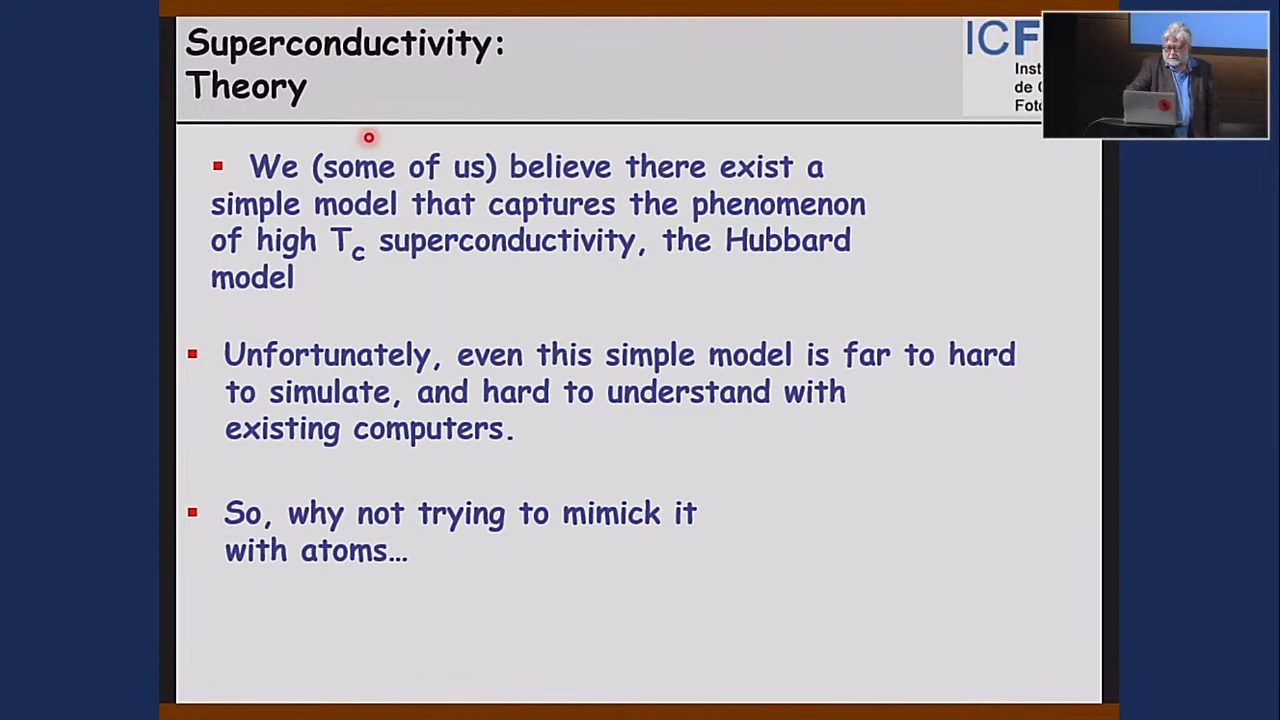 Superconductivity:
Theory
ICF
Inst
de
Fotó
▪ We (some of us) believe there exist a
simple model that captures the phenomenon
of high Tc superconductivity, the Hubbard
model
▪ Unfortunately, even this simple model is far to hard
to simulate, and hard to understand with
existing computers.
▪ So, why not trying to mimick it
with atoms…